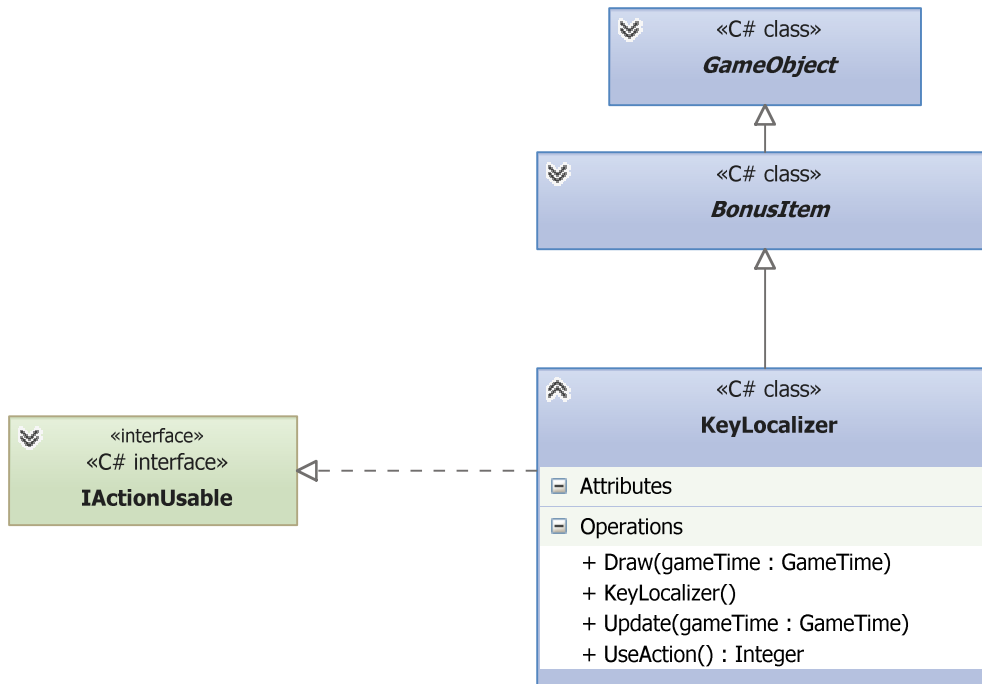 «C# class»
GameObject
«C# class»
BonusItem
«C# class»
KeyLocalizer
«interface»
«C# interface»
IActionUsable
Attributes
Operations
+ Draw(gameTime : GameTime)
+ KeyLocalizer()
+ Update(gameTime : GameTime)
+ UseAction() : Integer